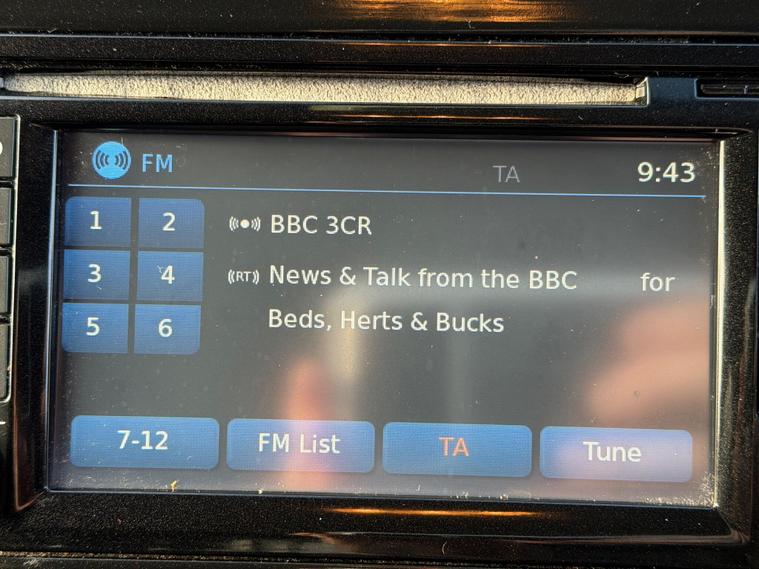 FM TA 9:43
1 2 BBC 3CR
3 4 RT News & Talk from the BBC for
5 6 Beds, Herts & Bucks
7-12 FM List TA Tune